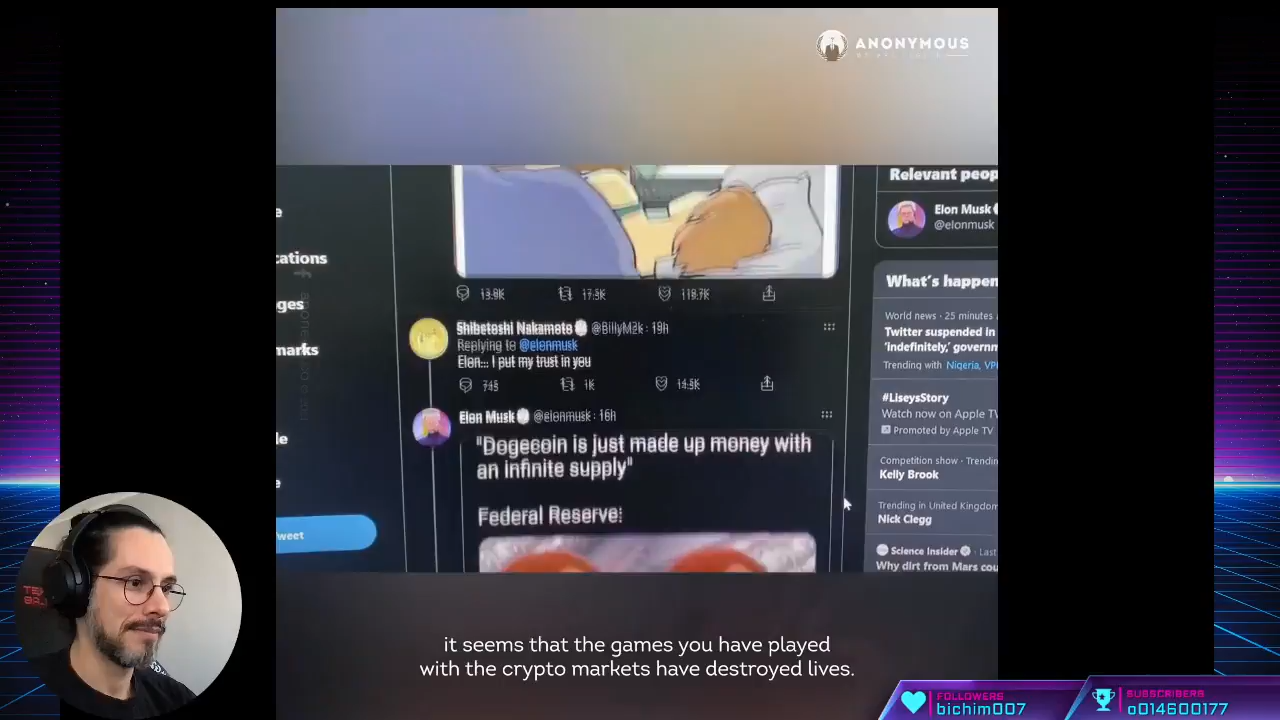 ANONYMOUS
Relevant peop
Elon Musk
@elonmusk
cations
ges
marks
What's happen
World news · 25 minutes
Twitter suspended in
'indefinitely,' governm
Trending with Nigeria, VP
#LiseysStory
Watch now on Apple TV
Promoted by Apple TV
Competition show · Trendin
Kelly Brook
Trending in United Kingdom
Nick Clegg
Science Insider · Last
Why dirt from Mars cou
13.9K 17.3K 119.7K
Shibetoshi Nakamoto @BillyM2k · 19h
Replying to @elonmusk
Elon... I put my trust in you
745 1K 14.5K
Elon Musk @elonmusk · 16h
"Dogecoin is just made up money with
an infinite supply"
Federal Reserve:
weet
it seems that the games you have played
with the crypto markets have destroyed lives.
FOLLOWERS
bichim007
SUBSCRIBERS
o014600177